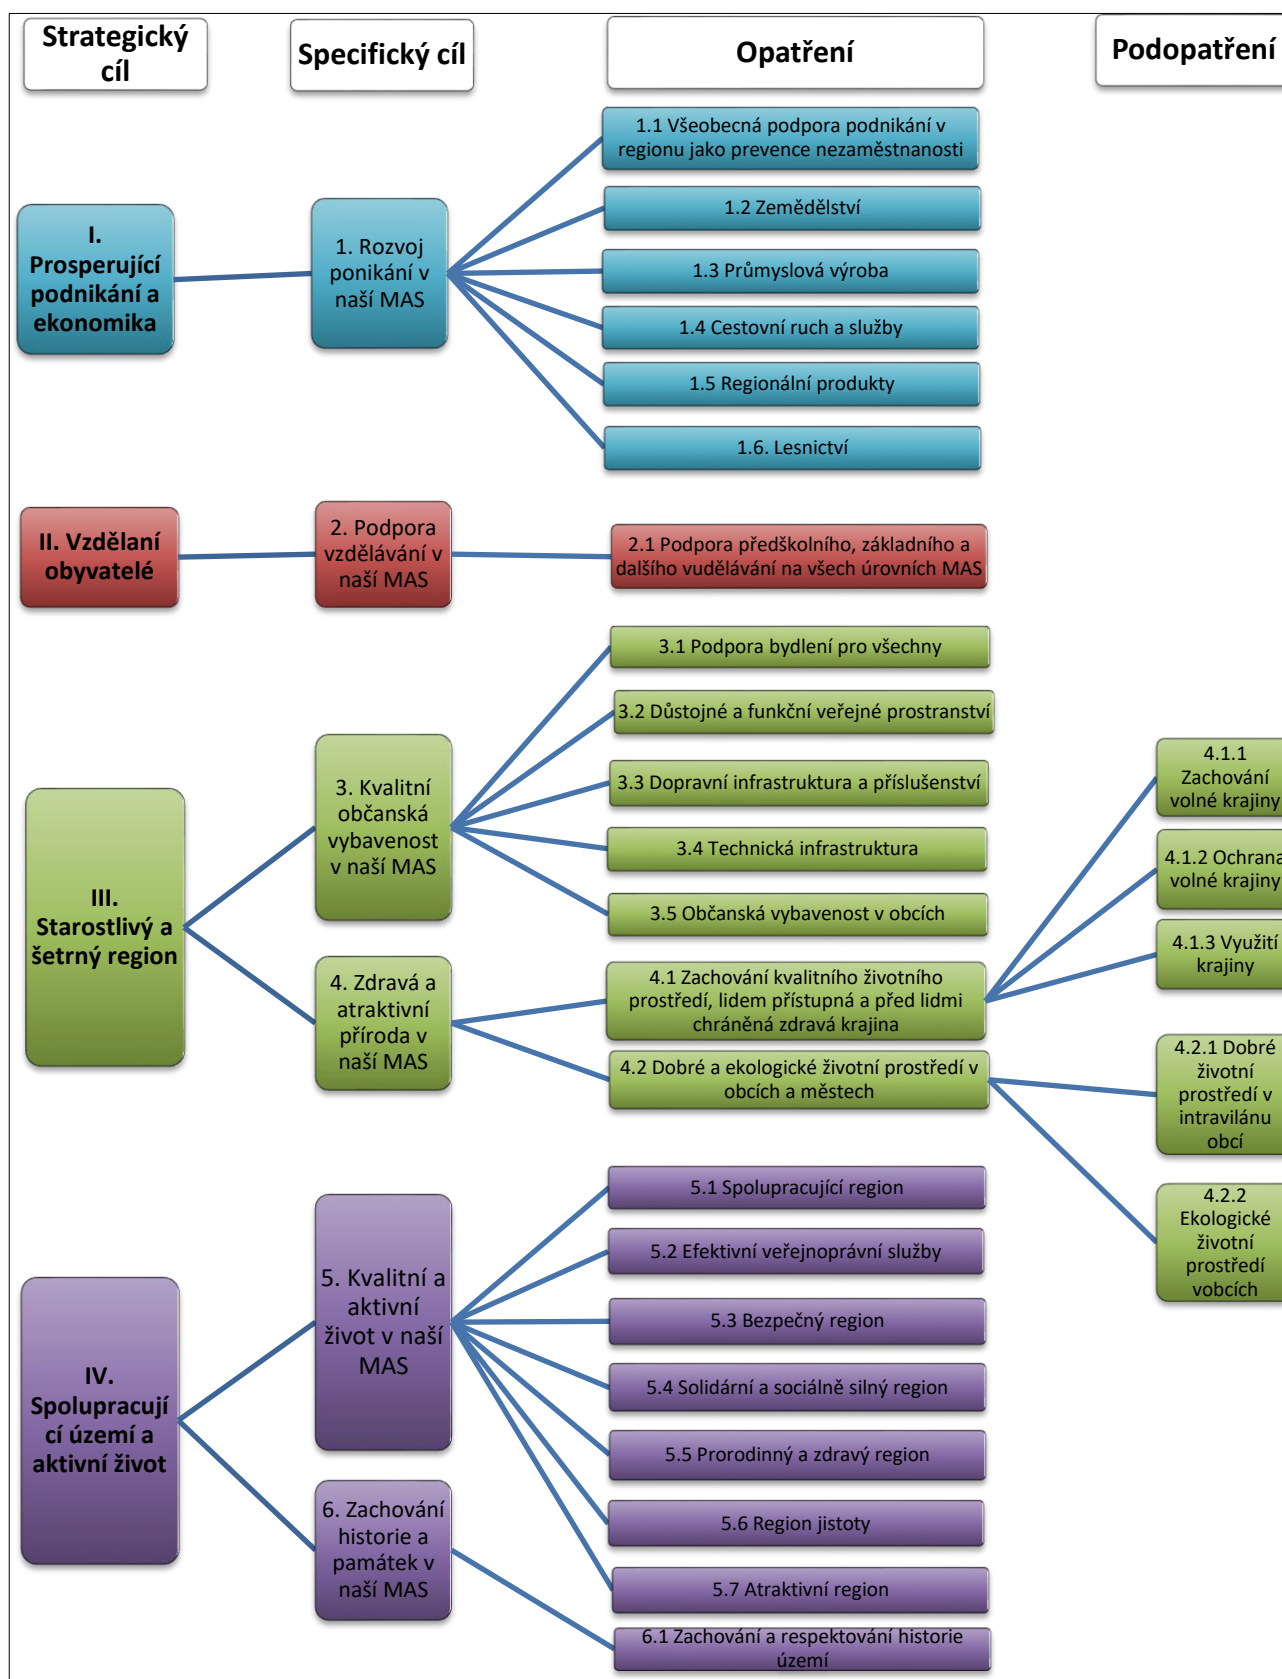 Strategický
cíl
Specifický cíl
Opatření
Podopatření
I.
Prosperující
podnikání a
ekonomika
1. Rozvoj
ponikání v
naší MAS
1.1 Všeobecná podpora podnikání v
regionu jako prevence nezaměstnanosti
1.2 Zemědělství
1.3 Průmyslová výroba
1.4 Cestovní ruch a služby
1.5 Regionální produkty
1.6. Lesnictví
II. Vzdělaní
obyvatelé
2. Podpora
vzdělávání v
naší MAS
2.1 Podpora předškolního, základního a
dalšího vudělávání na všech úrovních MAS
III.
Starostlivý a
šetrný region
3. Kvalitní
občanská
vybavenost
v naší MAS
3.1 Podpora bydlení pro všechny
3.2 Důstojné a funkční veřejné prostranství
3.3 Dopravní infrastruktura a příslušenství
3.4 Technická infrastruktura
3.5 Občanská vybavenost v obcích
4. Zdravá a
atraktivní
příroda v
naší MAS
4.1 Zachování kvalitního životního
prostředí, lidem přístupná a před lidmi
chráněná zdravá krajina
4.2 Dobré a ekologické životní prostředí v
obcích a městech
4.1.1
Zachování
volné krajiny
4.1.2 Ochrana
volné krajiny
4.1.3 Využití
krajiny
4.2.1 Dobré
životní
prostředí v
intravilánu
obcí
4.2.2
Ekologické
životní
prostředí
vobcích
IV.
Spolupracují
cí území a
aktivní život
5. Kvalitní a
aktivní
život v naší
MAS
5.1 Spolupracující region
5.2 Efektivní veřejnoprávní služby
5.3 Bezpečný region
5.4 Solidární a sociálně silný region
5.5 Prorodinný a zdravý region
5.6 Region jistoty
5.7 Atraktivní region
6. Zachování
historie a
památek v
naší MAS
6.1 Zachování a respektování historie
území